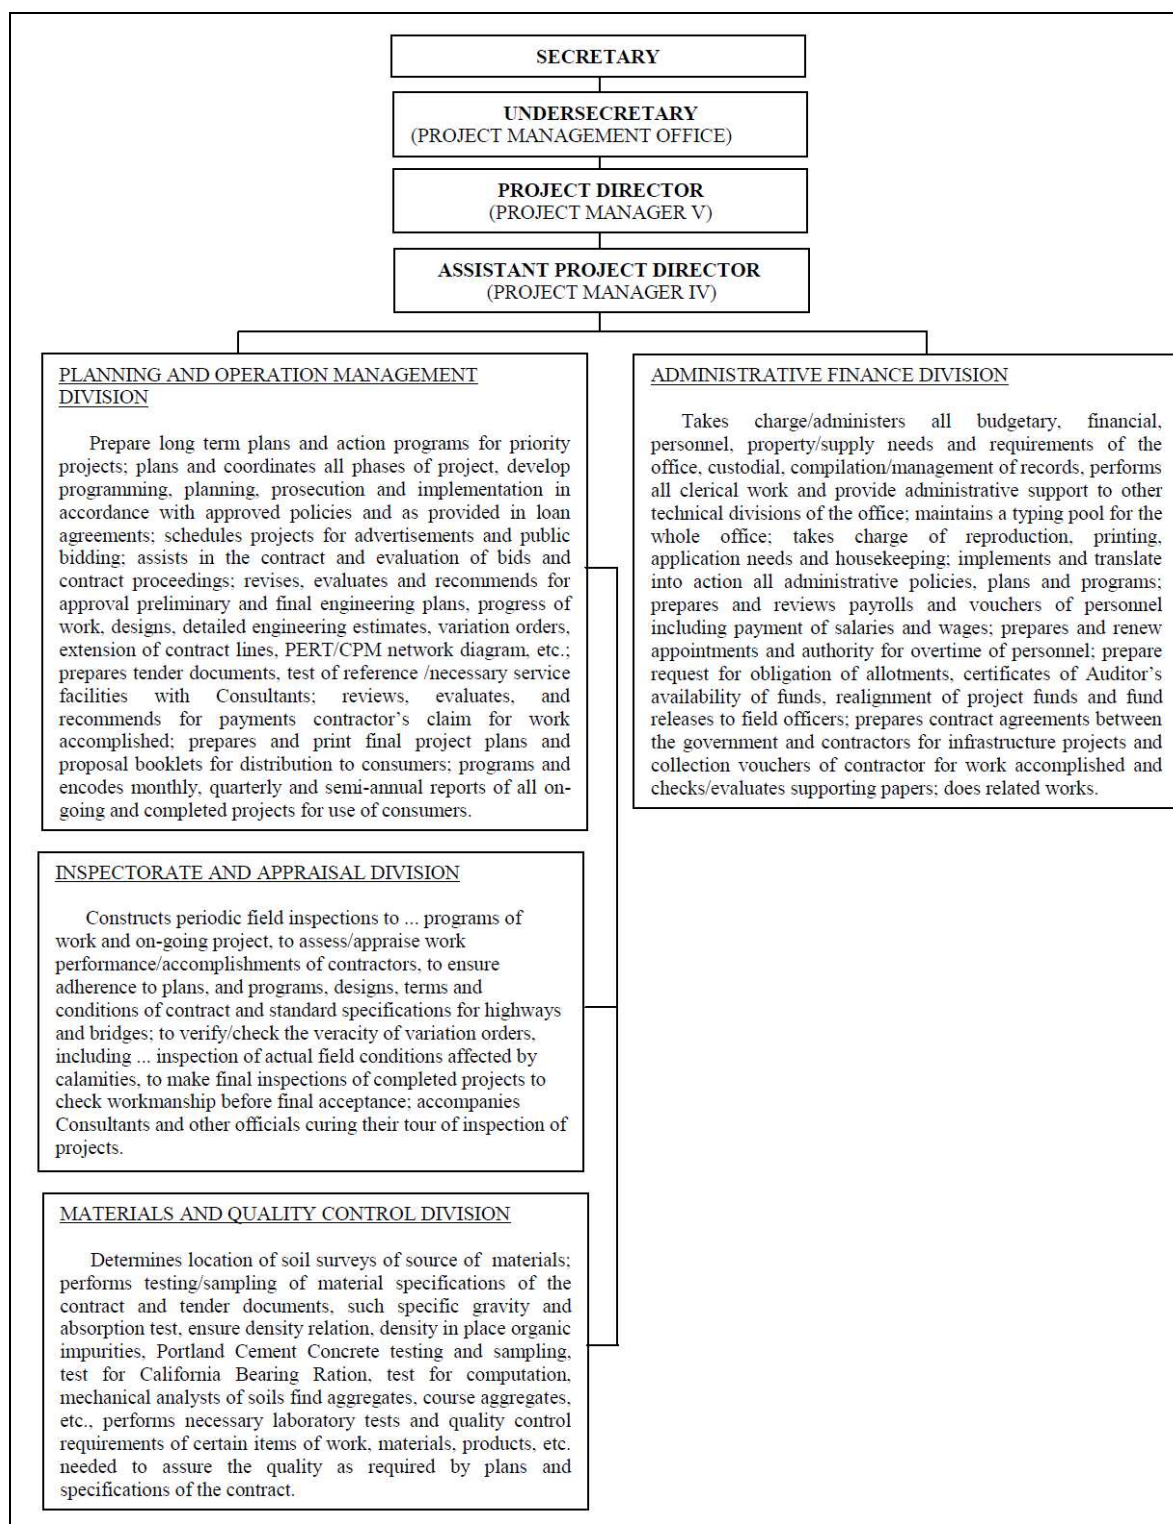 SECRETARY
UNDERSECRETARY
(PROJECT MANAGEMENT OFFICE)
PROJECT DIRECTOR
(PROJECT MANAGER V)
ASSISTANT PROJECT DIRECTOR
(PROJECT MANAGER IV)
PLANNING AND OPERATION MANAGEMENT
DIVISION
Prepare long term plans and action programs for priority
projects; plans and coordinates all phases of project, develop
programming, planning, prosecution and implementation in
accordance with approved policies and as provided in loan
agreements; schedules projects for advertisements and public
bidding; assists in the contract and evaluation of bids and
contract proceedings; revises, evaluates and recommends for
approval preliminary and final engineering plans, progress of
work, designs, detailed engineering estimates, variation orders,
extension of contract lines, PERT/CPM network diagram, etc.;
prepares tender documents, test of reference /necessary service
facilities with Consultants; reviews, evaluates, and
recommends for payments contractor's claim for work
accomplished; prepares and print final project plans and
proposal booklets for distribution to consumers; programs and
encodes monthly, quarterly and semi-annual reports of all on-
going and completed projects for use of consumers.
ADMINISTRATIVE FINANCE DIVISION
Takes charge/administers all budgetary, financial,
personnel, property/supply needs and requirements of the
office, custodial, compilation/management of records, performs
all clerical work and provide administrative support to other
technical divisions of the office; maintains a typing pool for the
whole office; takes charge of reproduction, printing,
application needs and housekeeping; implements and translate
into action all administrative policies, plans and programs;
prepares and reviews payrolls and vouchers of personnel
including payment of salaries and wages; prepares and renew
appointments and authority for overtime of personnel; prepare
request for obligation of allotments, certificates of Auditor's
availability of funds, realignment of project funds and fund
releases to field officers; prepares contract agreements between
the government and contractors for infrastructure projects and
collection vouchers of contractor for work accomplished and
checks/evaluates supporting papers; does related works.
INSPECTORATE AND APPRAISAL DIVISION
Constructs periodic field inspections to ... programs of
work and on-going project, to assess/appraise work
performance/accomplishments of contractors, to ensure
adherence to plans, and programs, designs, terms and
conditions of contract and standard specifications for highways
and bridges; to verify/check the veracity of variation orders,
including ... inspection of actual field conditions affected by
calamities, to make final inspections of completed projects to
check workmanship before final acceptance; accompanies
Consultants and other officials curing their tour of inspection of
projects.
MATERIALS AND QUALITY CONTROL DIVISION
Determines location of soil surveys of source of materials;
performs testing/sampling of material specifications of the
contract and tender documents, such specific gravity and
absorption test, ensure density relation, density in place organic
impurities, Portland Cement Concrete testing and sampling,
test for California Bearing Ration, test for computation,
mechanical analysts of soils find aggregates, course aggregates,
etc., performs necessary laboratory tests and quality control
requirements of certain items of work, materials, products, etc.
needed to assure the quality as required by plans and
specifications of the contract.